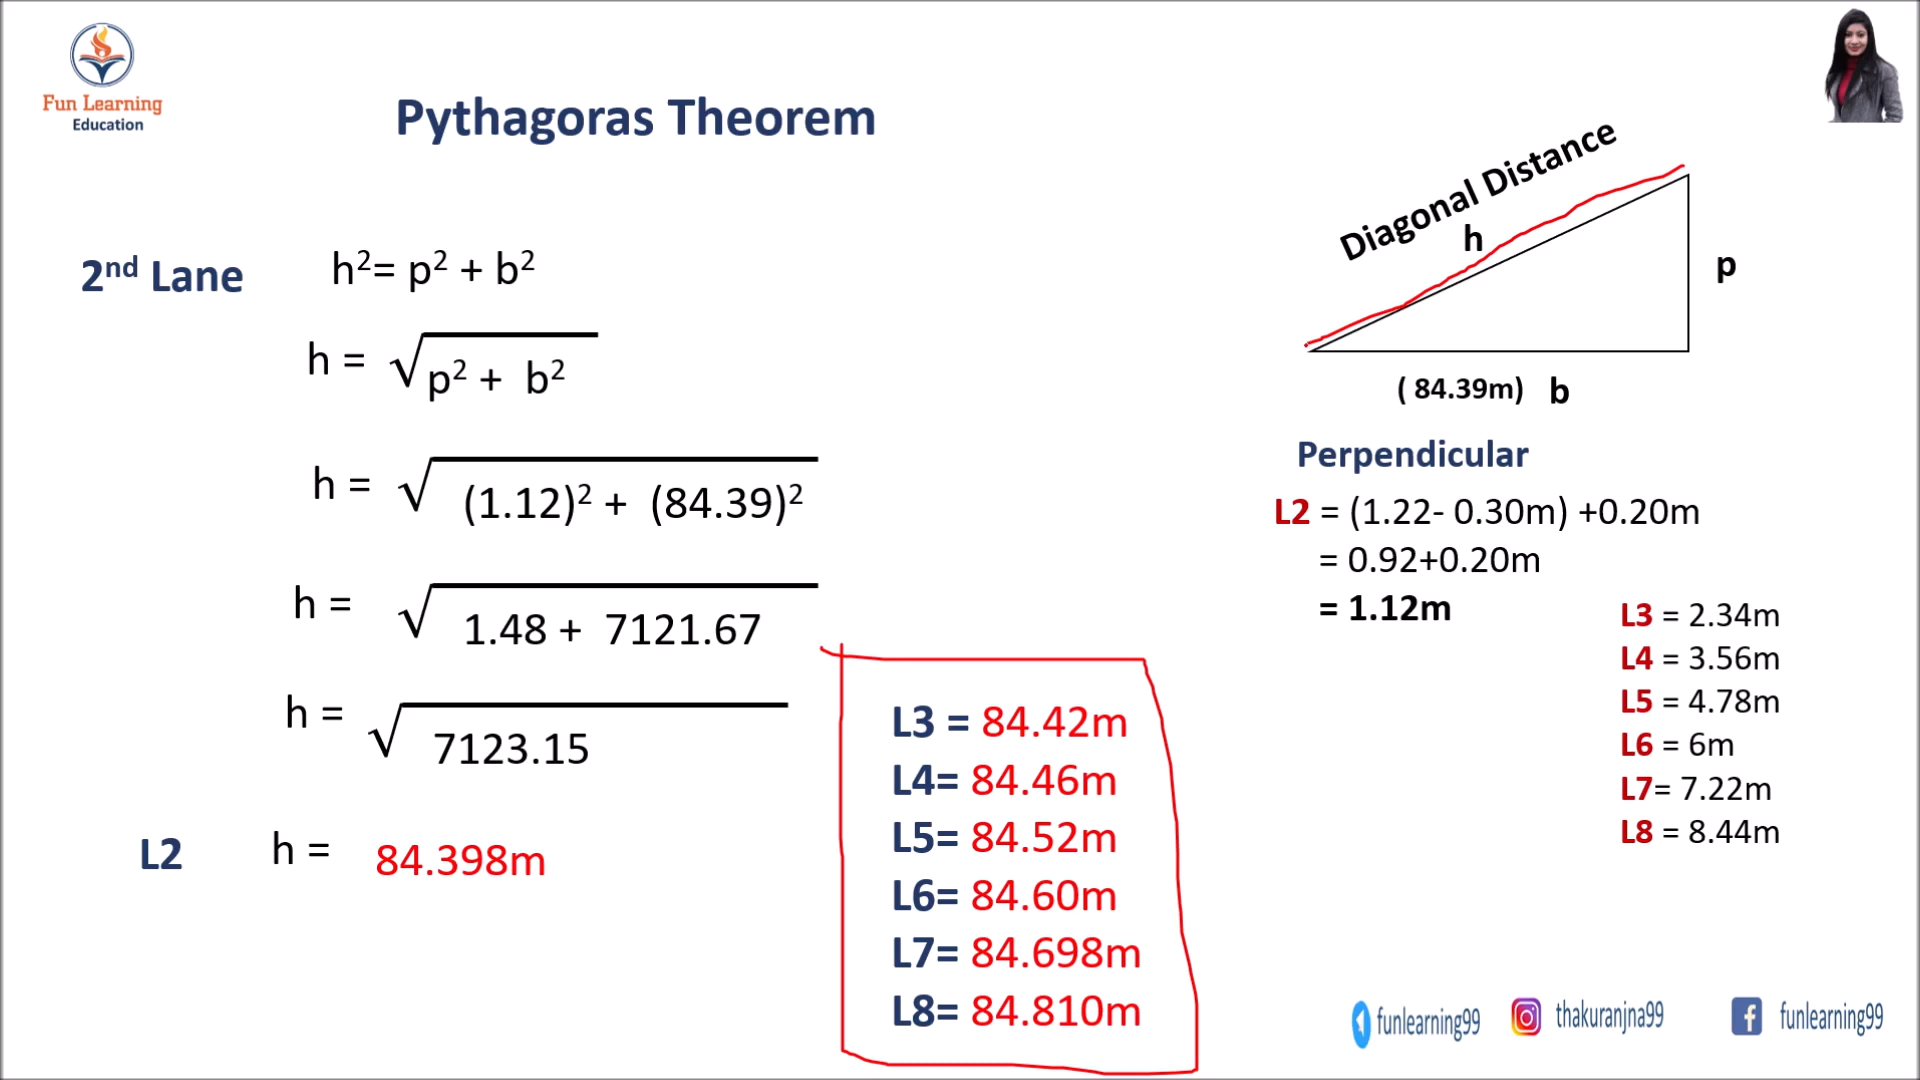 Fun Learning
Education
Pythagoras Theorem
2nd Lane
h²= p² + b²
h = √p² + b²
h = √(1.12)² + (84.39)²
h = √1.48 + 7121.67
h = √7123.15
L2 h = 84.398m
L3 = 84.42m
L4= 84.46m
L5= 84.52m
L6= 84.60m
L7= 84.698m
L8= 84.810m
Diagonal Distance
h
p
( 84.39m) b
Perpendicular
L2 = (1.22- 0.30m) +0.20m
= 0.92+0.20m
= 1.12m
L3 = 2.34m
L4 = 3.56m
L5 = 4.78m
L6 = 6m
L7= 7.22m
L8 = 8.44m
funlearning99 thakuranjna99 funlearning99